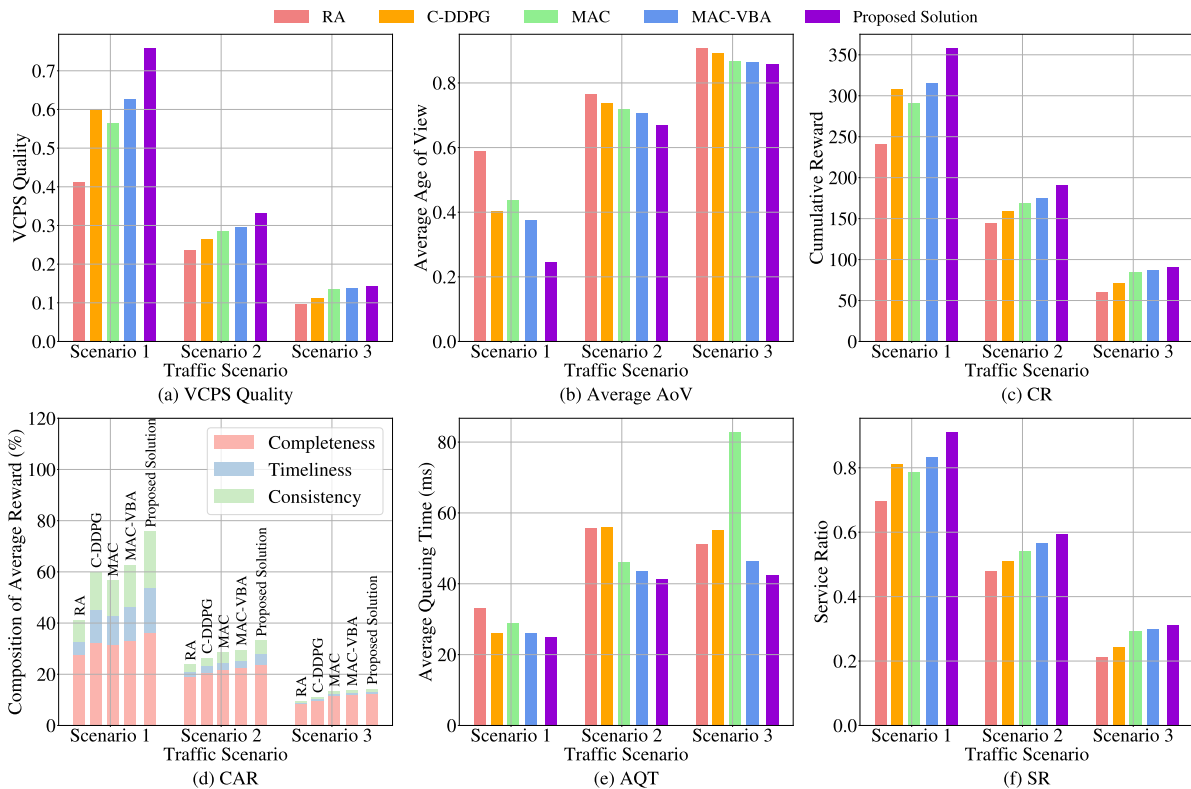 RA C-DDPG MAC MAC-VBA Proposed Solution
VCPS Quality
0.7
0.6
0.5
0.4
0.3
0.2
0.1
0.0
Scenario 1 Scenario 2 Scenario 3
Traffic Scenario
(a) VCPS Quality
Average Age of View
0.8
0.6
0.4
0.2
0.0
Scenario 1 Scenario 2 Scenario 3
Traffic Scenario
(b) Average AoV
Cumulative Reward
350
300
250
200
150
100
50
0
Scenario 1 Scenario 2 Scenario 3
Traffic Scenario
(c) CR
Composition of Average Reward (%)
120
100
80
60
40
20
0
Completeness
Timeliness
Consistency
RA C-DDPG MAC MAC-VBA Proposed Solution
RA C-DDPG MAC MAC-VBA Proposed Solution
RA C-DDPG MAC MAC-VBA Proposed Solution
Scenario 1 Scenario 2 Scenario 3
Traffic Scenario
(d) CAR
Average Queuing Time (ms)
80
60
40
20
0
Scenario 1 Scenario 2 Scenario 3
Traffic Scenario
(e) AQT
Service Ratio
0.8
0.6
0.4
0.2
0.0
Scenario 1 Scenario 2 Scenario 3
Traffic Scenario
(f) SR